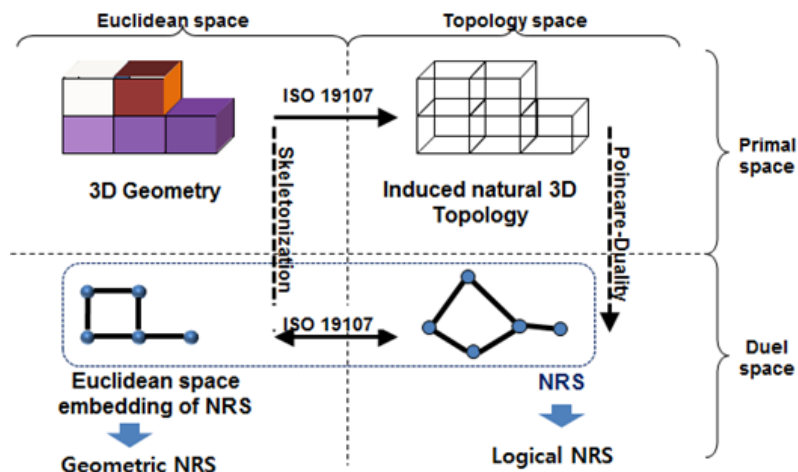 Euclidean space
Topology space
ISO 19107
3D Geometry
Induced natural 3D
Topology
Primal
space
Skeletonization
Poincare-Duality
ISO 19107
Euclidean space
embedding of NRS
NRS
Duel
space
Geometric NRS
Logical NRS